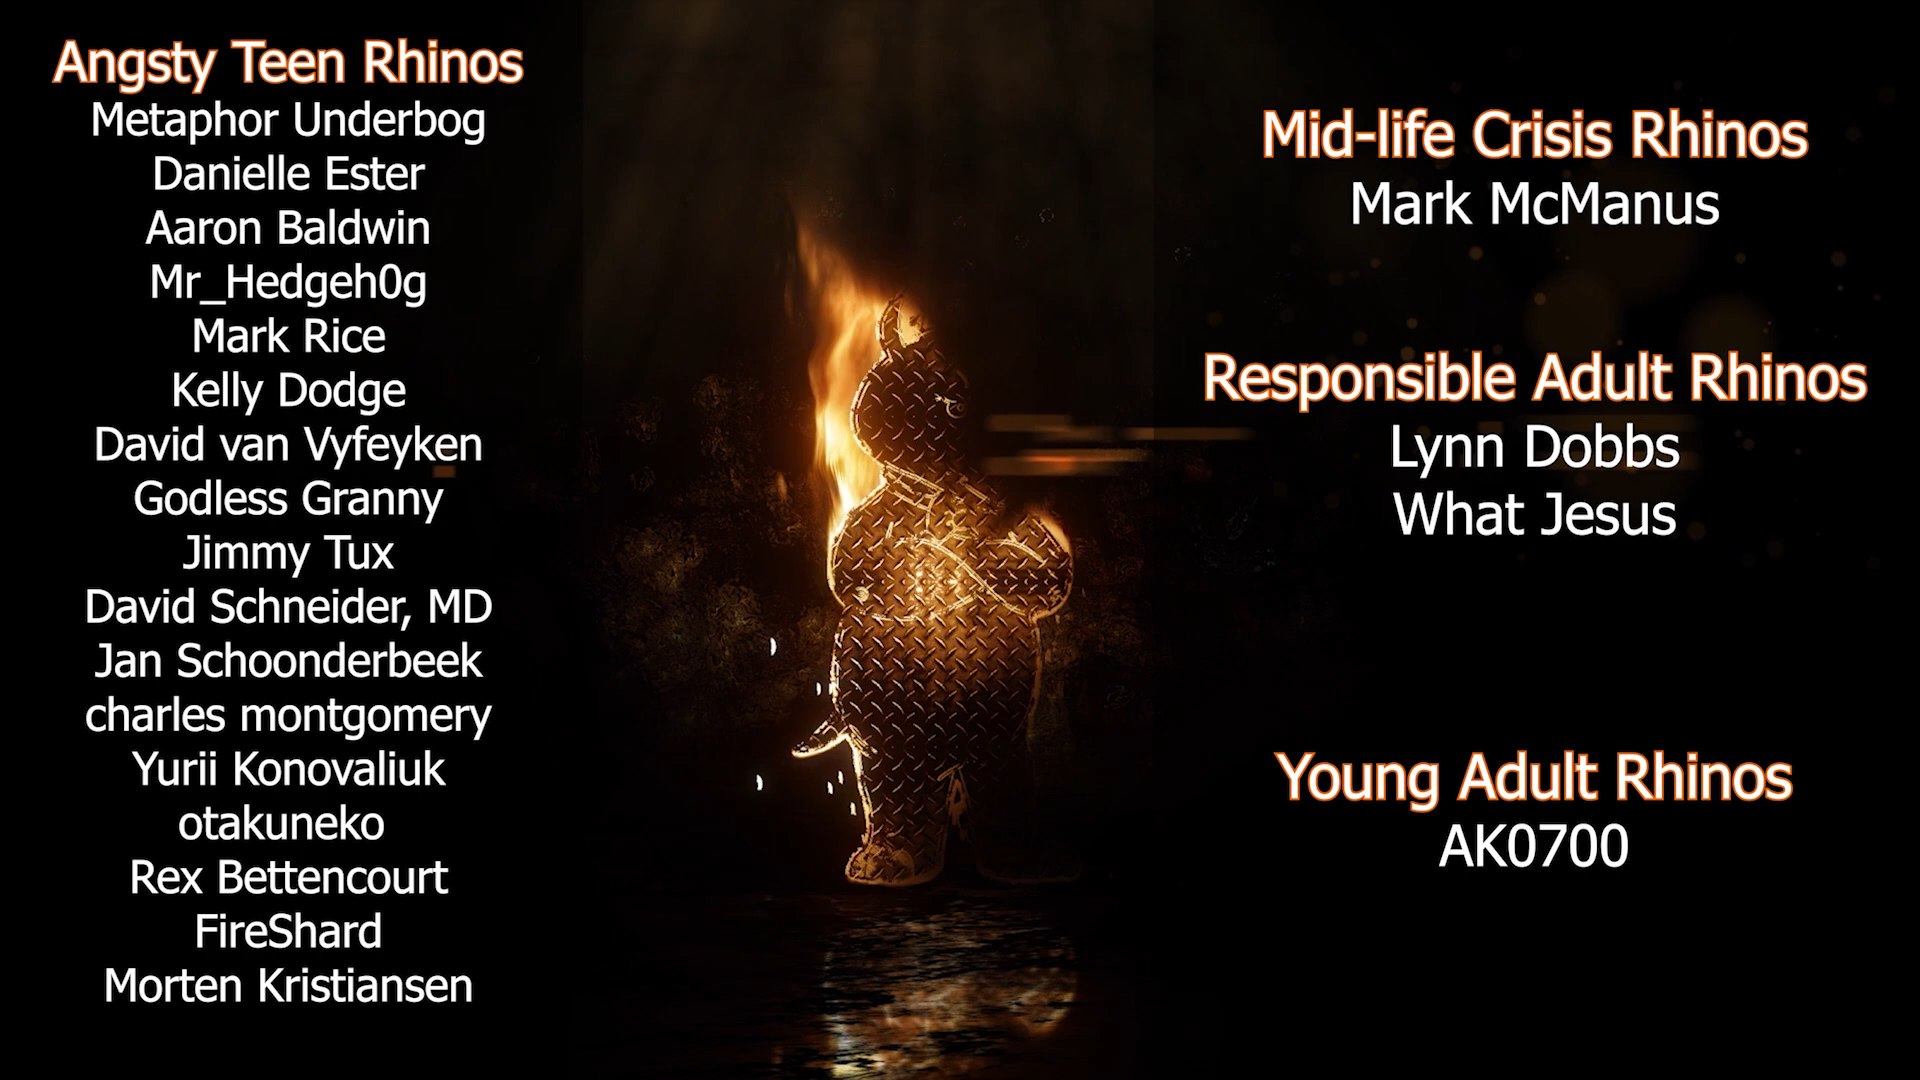 Angsty Teen Rhinos
Metaphor Underbog
Danielle Ester
Aaron Baldwin
Mr_Hedgeh0g
Mark Rice
Kelly Dodge
David van Vyfeyken
Godless Granny
Jimmy Tux
David Schneider, MD
Jan Schoonderbeek
charles montgomery
Yurii Konovaliuk
otakuneko
Rex Bettencourt
FireShard
Morten Kristiansen
Mid-life Crisis Rhinos
Mark McManus
Responsible Adult Rhinos
Lynn Dobbs
What Jesus
Young Adult Rhinos
AK0700